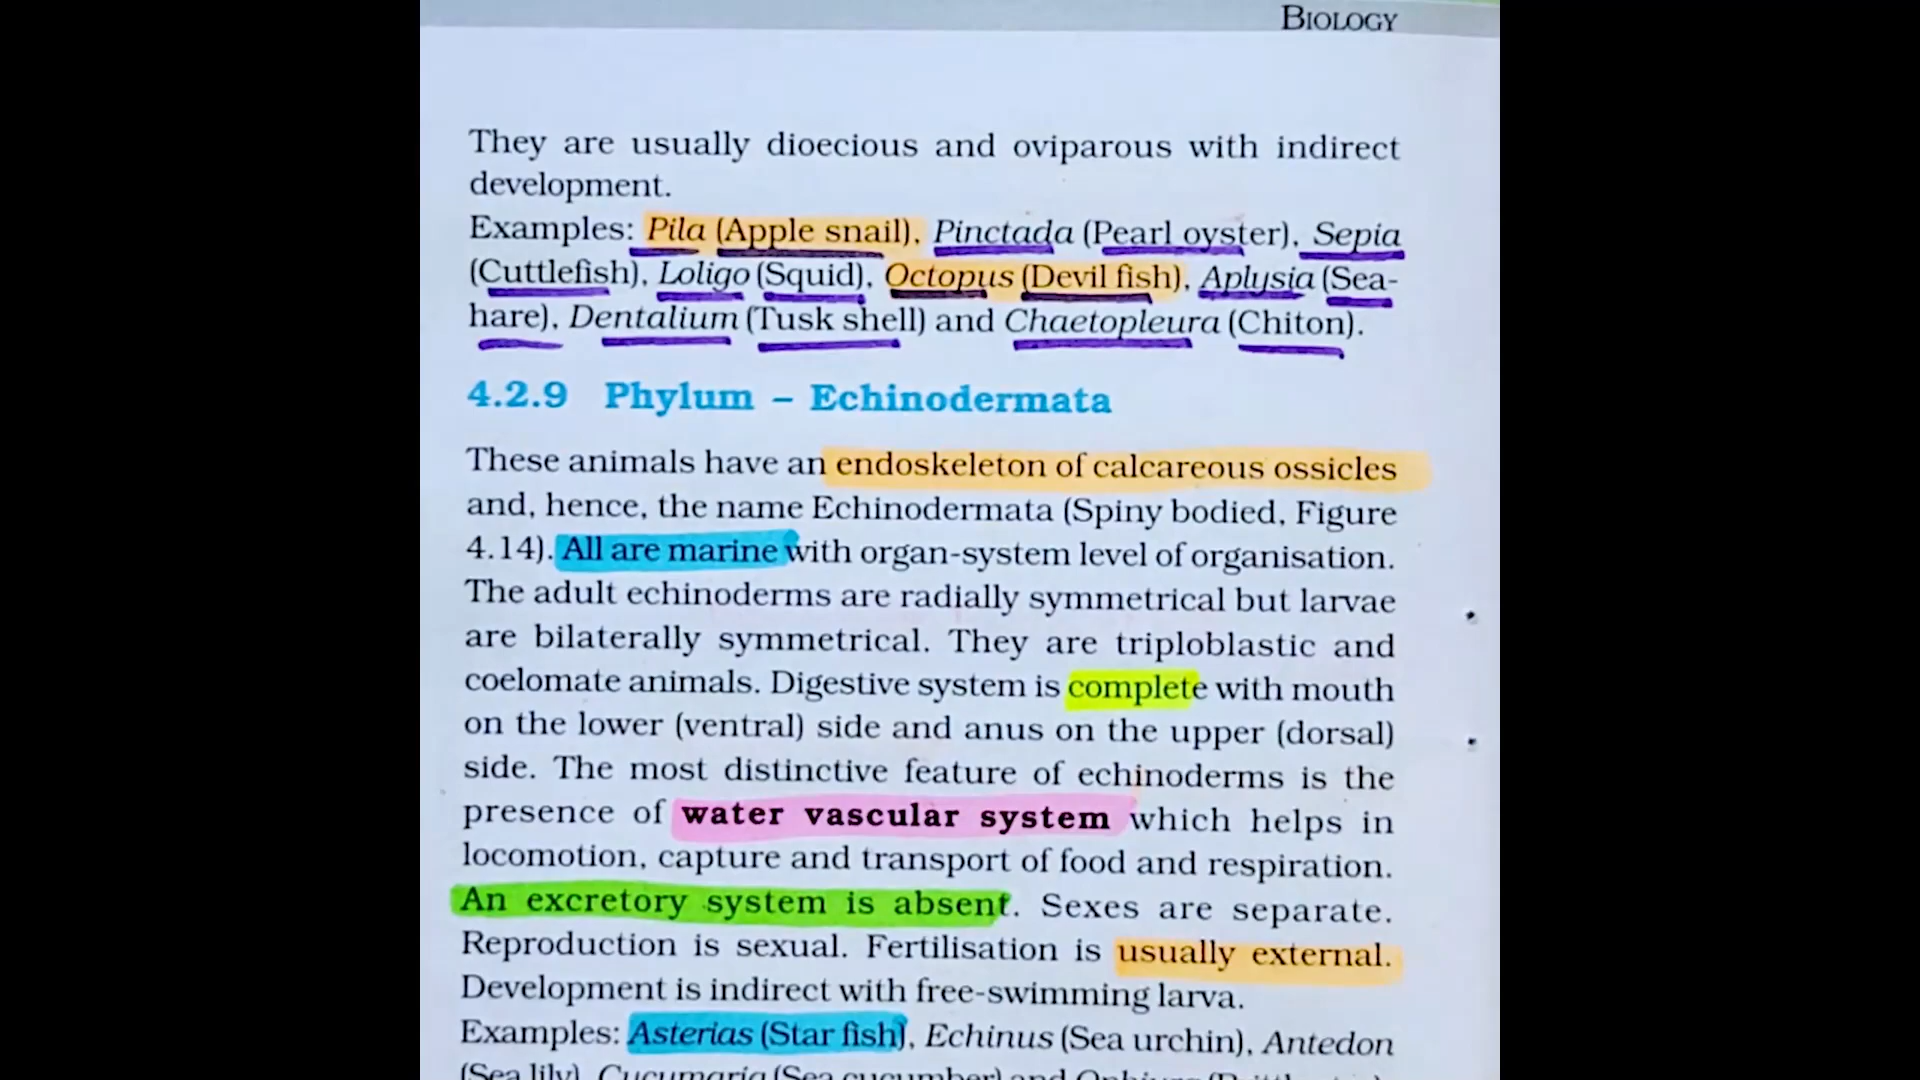 BIOLOGY
They are usually dioecious and oviparous with indirect
development.
Examples: Pila (Apple snail), Pinctada (Pearl oyster), Sepia
(Cuttlefish), Loligo (Squid), Octopus (Devil fish), Aplysia (Sea-
hare), Dentalium (Tusk shell) and Chaetopleura (Chiton).
4.2.9 Phylum – Echinodermata
These animals have an endoskeleton of calcareous ossicles
and, hence, the name Echinodermata (Spiny bodied, Figure
4.14). All are marine with organ-system level of organisation.
The adult echinoderms are radially symmetrical but larvae
are bilaterally symmetrical. They are triploblastic and
coelomate animals. Digestive system is complete with mouth
on the lower (ventral) side and anus on the upper (dorsal)
side. The most distinctive feature of echinoderms is the
presence of water vascular system which helps in
locomotion, capture and transport of food and respiration.
An excretory system is absent. Sexes are separate.
Reproduction is sexual. Fertilisation is usually external.
Development is indirect with free-swimming larva.
Examples: Asterias (Star fish), Echinus (Sea urchin), Antedon
(Sea lily), Cucumaria (Sea cucumber) and